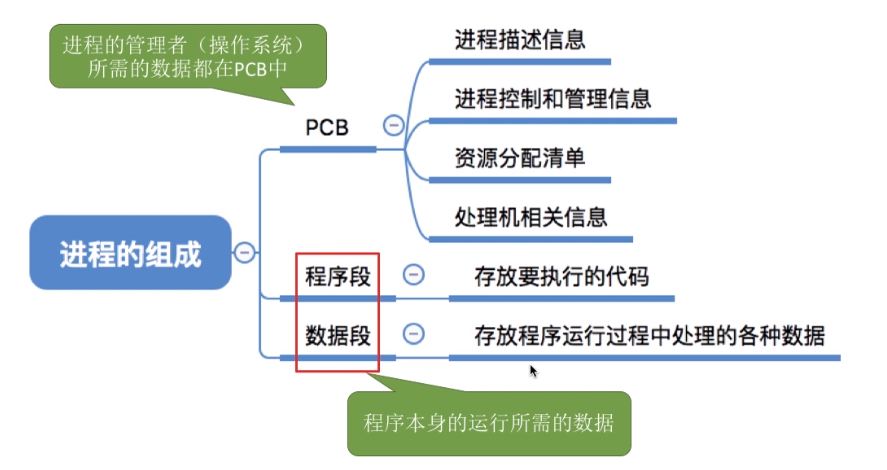 进程的管理者（操作系统）
所需的数据都在PCB中
进程描述信息
进程控制和管理信息
PCB
资源分配清单
处理机相关信息
进程的组成
程序段
存放要执行的代码
数据段
存放程序运行过程中处理的各种数据
程序本身的运行所需的数据